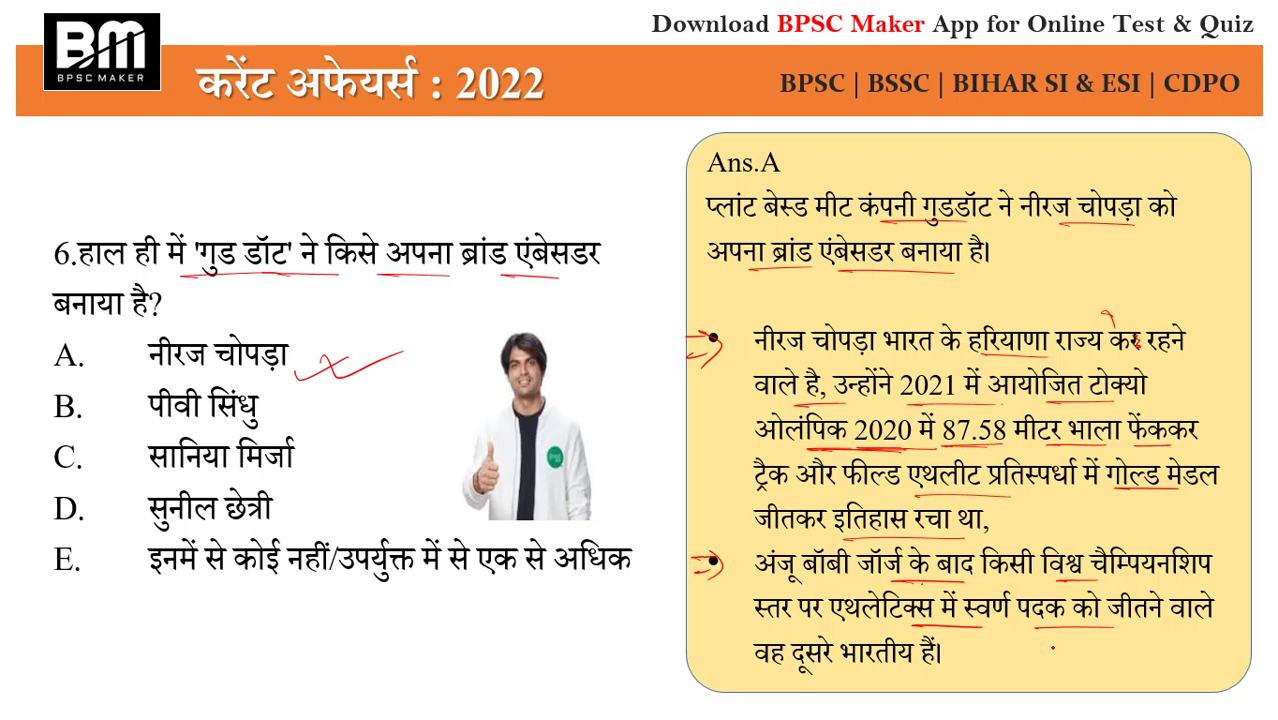 Download BPSC Maker App for Online Test & Quiz
BM
BPSC MAKER
करेंट अफेयर्स : 2022
BPSC | BSSC | BIHAR SI & ESI | CDPO
6.हाल ही में 'गुड डॉट' ने किसे अपना ब्रांड एंबेसडर
बनाया है?
A. नीरज चोपड़ा
B. पीवी सिंधु
C. सानिया मिर्जा
D. सुनील छेत्री
E. इनमें से कोई नहीं/उपर्युक्त में से एक से अधिक
Ans.A
प्लांट बेस्ड मीट कंपनी गुडडॉट ने नीरज चोपड़ा को
अपना ब्रांड एंबेसडर बनाया है।
नीरज चोपड़ा भारत के हरियाणा राज्य कर रहने
वाले है, उन्होंने 2021 में आयोजित टोक्यो
ओलंपिक 2020 में 87.58 मीटर भाला फेंककर
ट्रैक और फील्ड एथलीट प्रतिस्पर्धा में गोल्ड मेडल
जीतकर इतिहास रचा था,
अंजू बॉबी जॉर्ज के बाद किसी विश्व चैम्पियनशिप
स्तर पर एथलेटिक्स में स्वर्ण पदक को जीतने वाले
वह दूसरे भारतीय हैं।